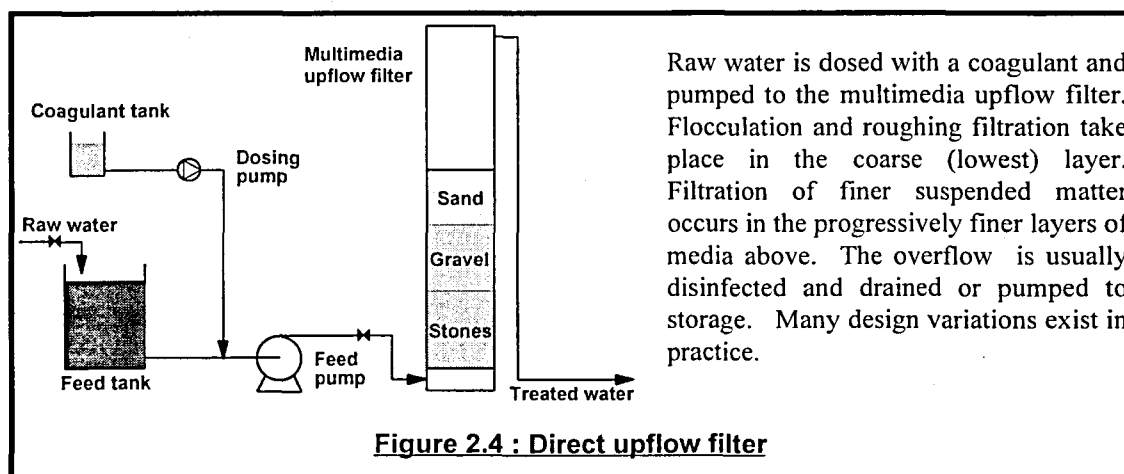 Multimedia
upflow filter
Coagulant tank
Dosing
pump
Raw water
Sand
Gravel
Stones
Feed tank
Feed
pump
Treated water
Raw water is dosed with a coagulant and
pumped to the multimedia upflow filter.
Flocculation and roughing filtration take
place in the coarse (lowest) layer.
Filtration of finer suspended matter
occurs in the progressively finer layers of
media above. The overflow is usually
disinfected and drained or pumped to
storage. Many design variations exist in
practice.
Figure 2.4 : Direct upflow filter